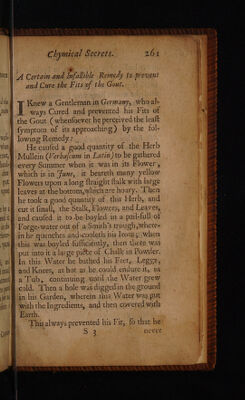 Chymical Secrets. 261
A Certain and Infallible Remedy to prevent
and Cure the Fits of the Gout.
I Knew a Gentleman in Germany, who al-
ways Cured and prevented his Fits of
the Gout (whensoever he perceived the least
symptom of its approaching) by the fol-
lowing Remedy:
He caused a good quantity of the Herb
Mullein (Verbascum in Latin) to be gathered
every Summer when it was in its Flower,
which is in June, it beareth many yellow
Flowers upon a long straight stalk with large
leaves at the bottom, which are hoary. Then
he took a good quantity of this Herb, and
cut it small, the Stalk, Flowers, and Leaves,
and caused it to be boyled in a pail-full of
Forge-water out of a Smith's trough, where-
in he quenches and cooleth his Iron; when
this was boyled sufficiently, then there was
put into it a large piece of Chalk in Powder.
In this Water he bathed his Feet, Leggs,
and Knees, as hot as he could endure it, in
a Tub, continuing until the Water grew
cold. Then a hole was digged in the ground
in his Garden, wherein this Water was put
with the Ingredients, and then covered with
Earth.
This always prevented his Fit, so that he
S 3 never